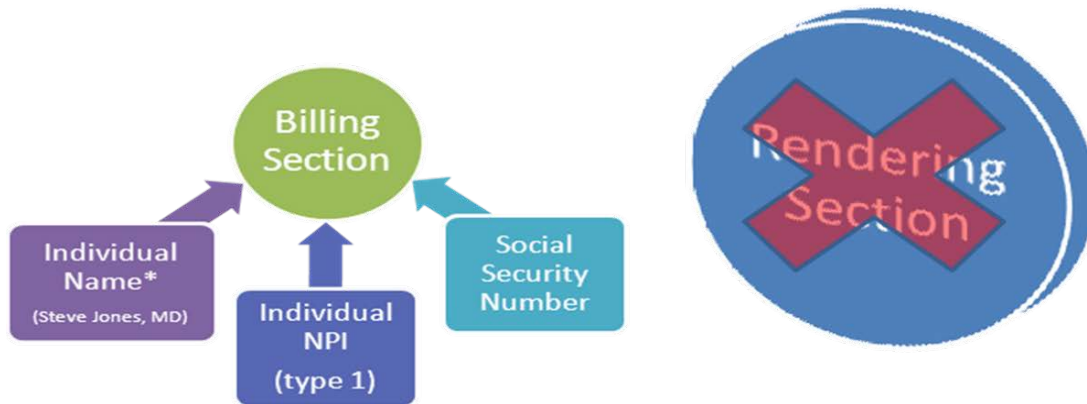 Billing
Section
Individual
Name*
(Steve Jones, MD)
Individual
NPI
(type 1)
Social
Security
Number
Rendering
Section